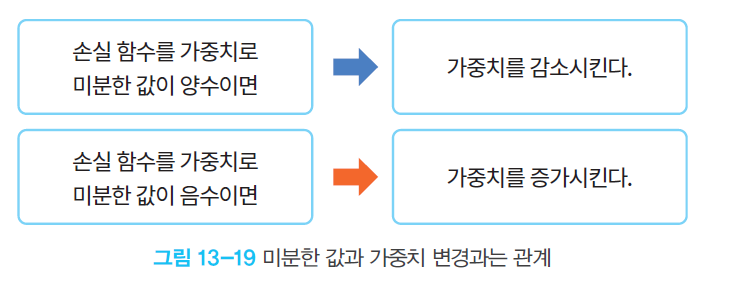 손실 함수를 가중치로
미분한 값이 양수이면
가중치를 감소시킨다.
손실 함수를 가중치로
미분한 값이 음수이면
가중치를 증가시킨다.
그림 13-19 미분한 값과 가중치 변경과는 관계